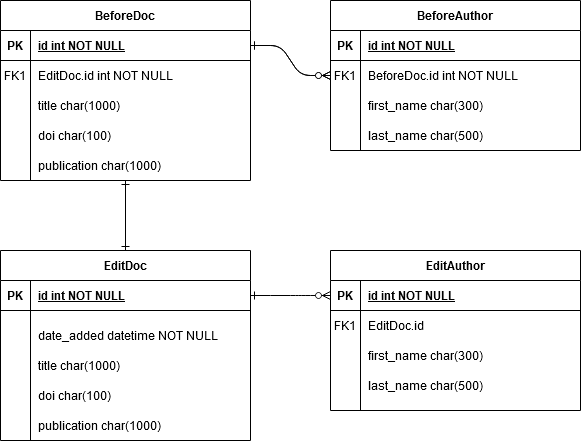 BeforeDoc
PK id int NOT NULL
FK1 EditDoc.id int NOT NULL
title char(1000)
doi char(100)
publication char(1000)
BeforeAuthor
PK id int NOT NULL
FK1 BeforeDoc.id int NOT NULL
first_name char(300)
last_name char(500)
EditDoc
PK id int NOT NULL
date_added datetime NOT NULL
title char(1000)
doi char(100)
publication char(1000)
EditAuthor
PK id int NOT NULL
FK1 EditDoc.id
first_name char(300)
last_name char(500)